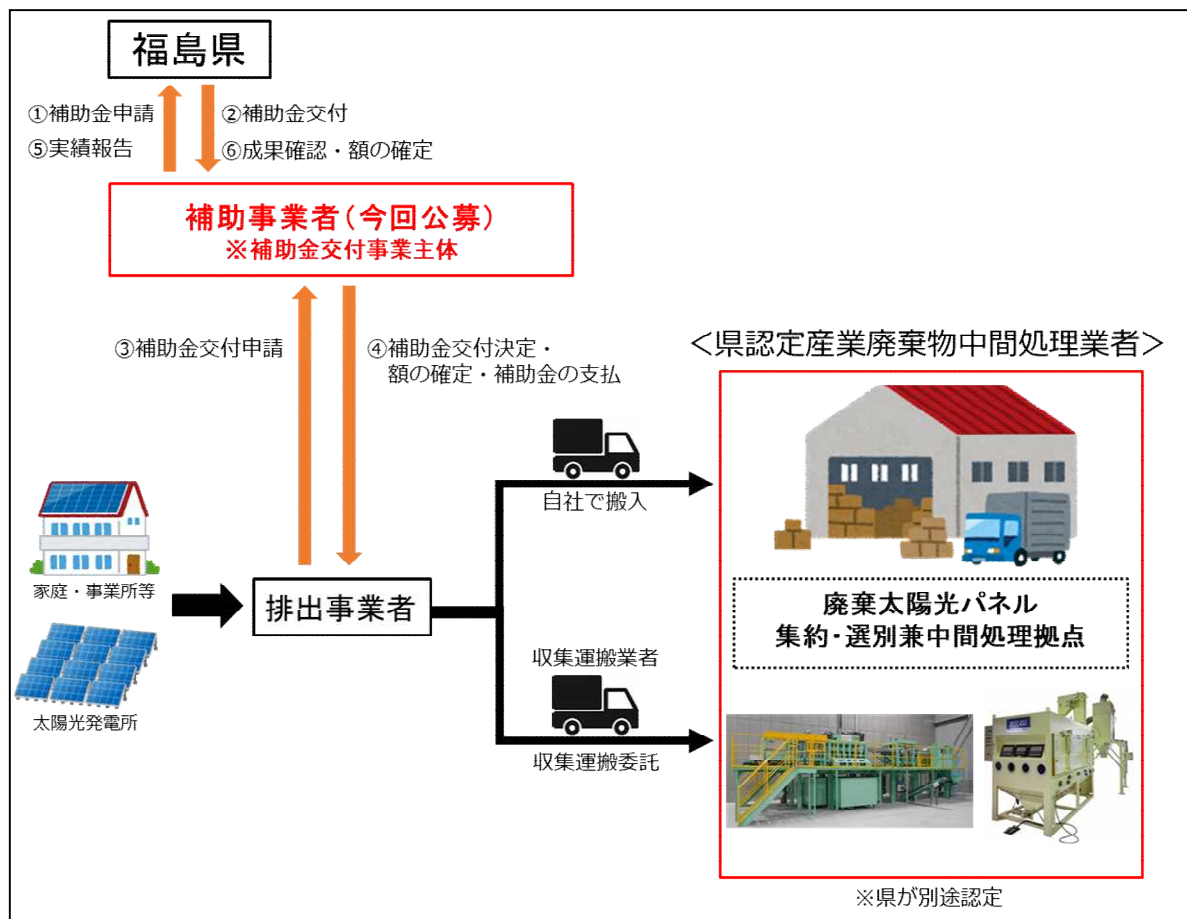 福島県
①補助金申請
⑤実績報告
②補助金交付
⑥成果確認・額の確定
補助事業者（今回公募）
※補助金交付事業主体
③補助金交付申請
④補助金交付決定・
額の確定・補助金の支払
＜県認定産業廃棄物中間処理業者＞
自社で搬入
家庭・事業所等
排出事業者
廃棄太陽光パネル
集約・選別兼中間処理拠点
収集運搬業者
太陽光発電所
収集運搬委託
※県が別途認定